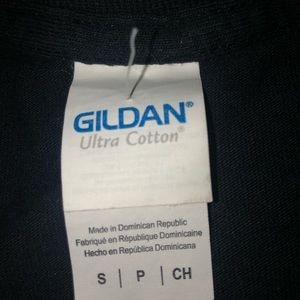 GILDAN®
Ultra Cotton®
Made in Dominican Republic
Fabriqué en République Dominicaine
Hecho en República Dominicana
S | P | CH